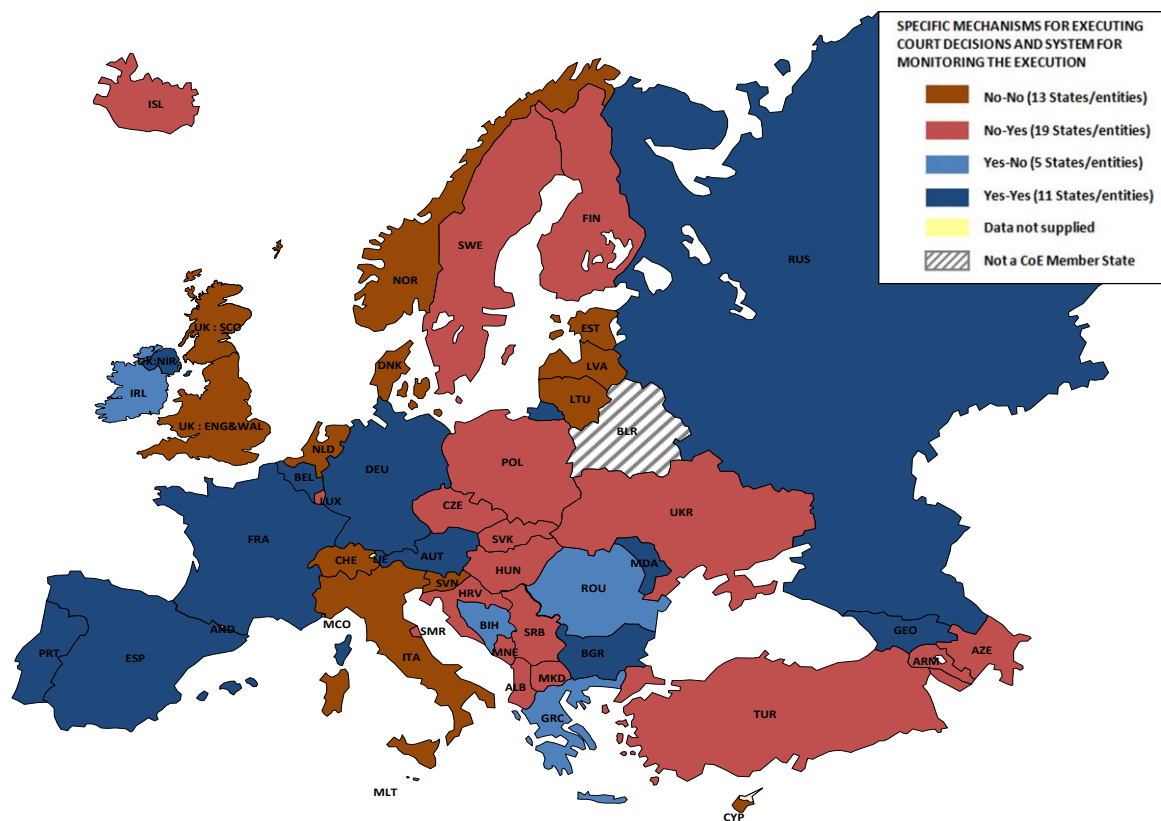 SPECIFIC MECHANISMS FOR EXECUTING
COURT DECISIONS AND SYSTEM FOR
MONITORING THE EXECUTION
No-No (13 States/entities)
No-Yes (19 States/entities)
Yes-No (5 States/entities)
Yes-Yes (11 States/entities)
Data not supplied
Not a CoE Member State
ISL
RUS
FIN
SWE
NOR
UK : SCO
EST
UK:NIR
DNK
LVA
IRL
LTU
UK : ENG&WAL
BLR
NLD
POL
DEU
BEL
LUX
CZE
UKR
FRA
SVK
CHE
LIE
AUT
MDA
HUN
SVN
ROU
HRV
MCO
BIH
AND
SMR
SRB
GEO
PRT
ESP
ITA
MNE
BGR
AZE
ARM
MKD
ALB
GRC
TUR
MLT
CYP